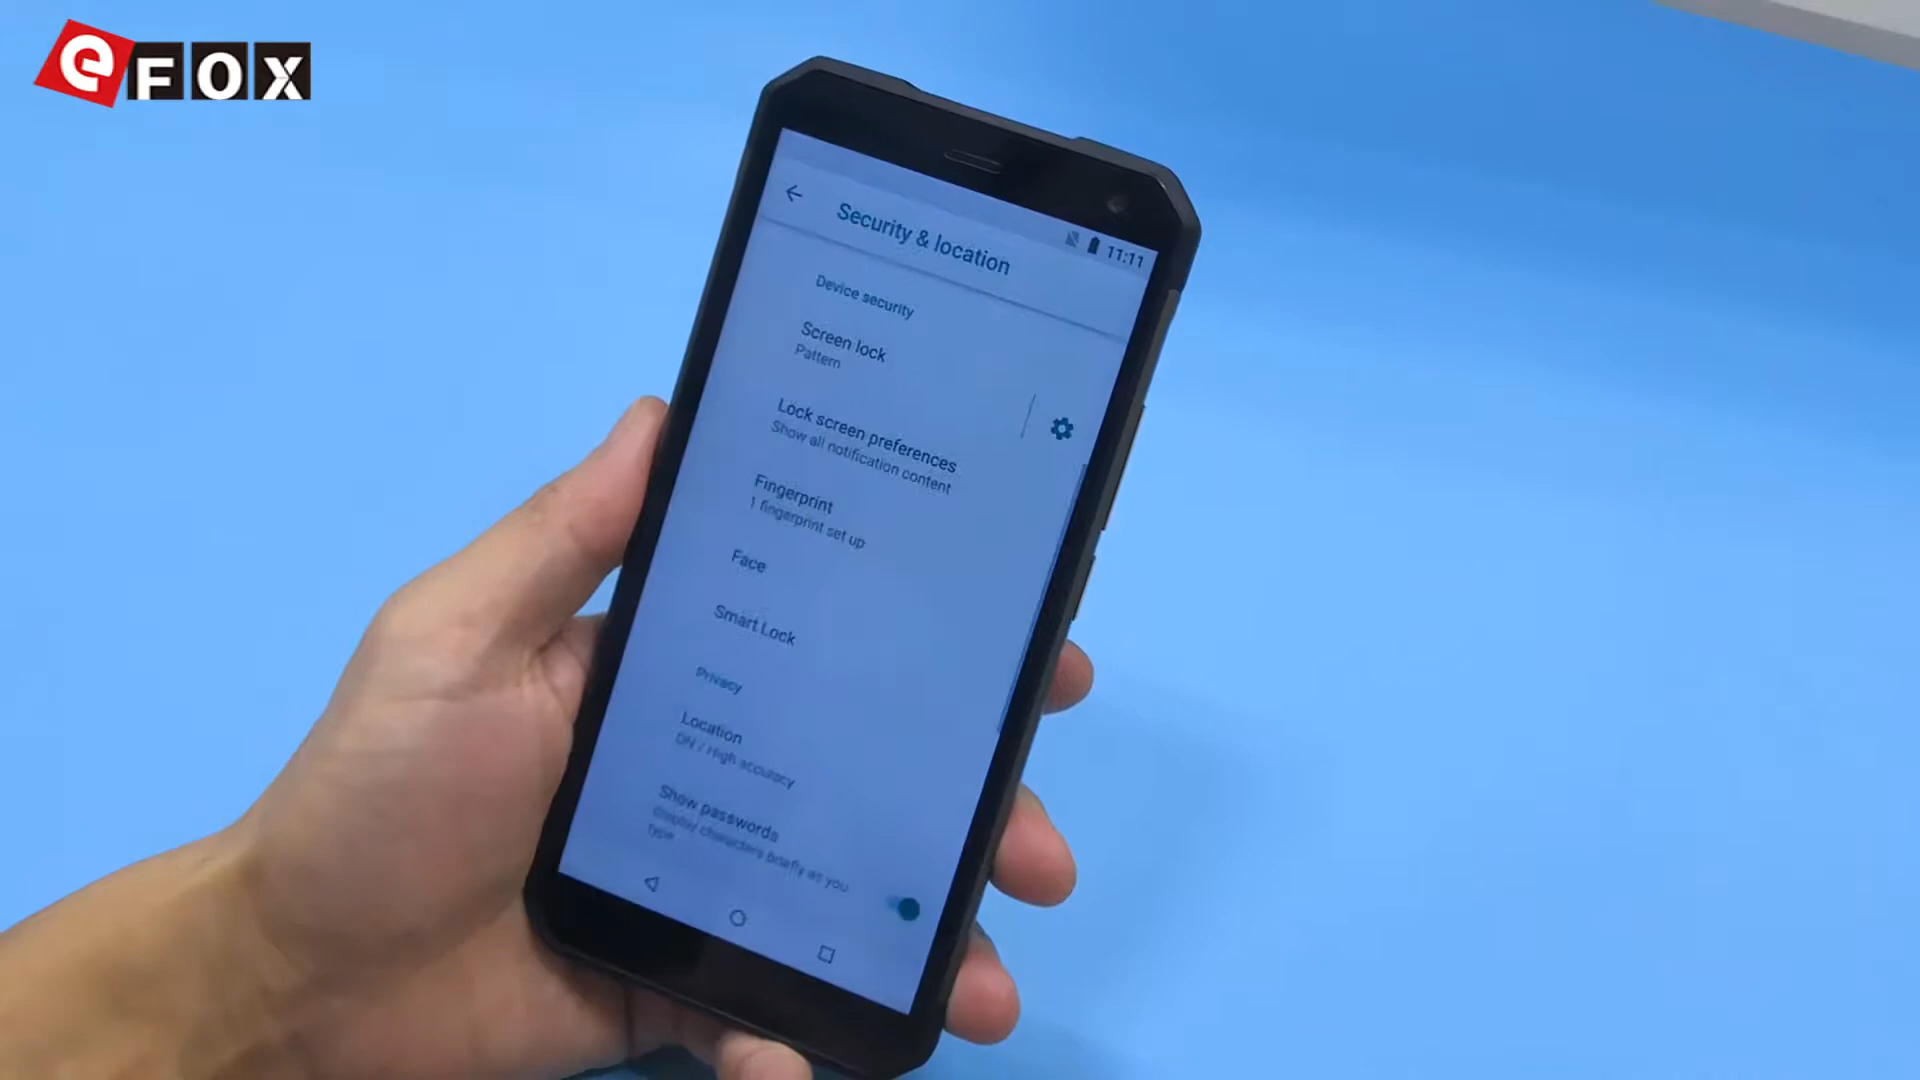 eFOX
11:11
Security & location
Device security
Screen lock
Pattern
Lock screen preferences
Show all notification content
Fingerprint
1 fingerprint set up
Face
Smart Lock
Privacy
Location
ON / High accuracy
Show passwords
Display characters briefly as you
type